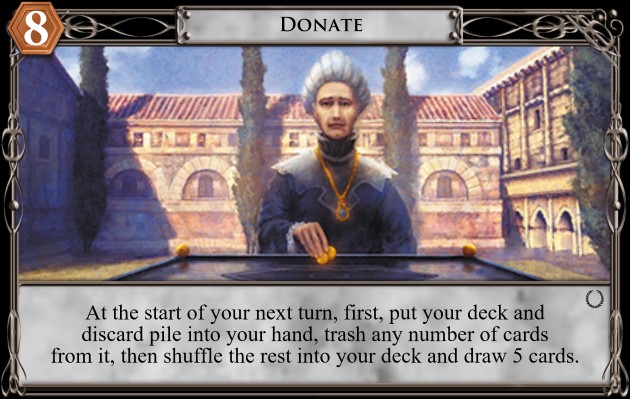 8
Donate
At the start of your next turn, first, put your deck and
discard pile into your hand, trash any number of cards
from it, then shuffle the rest into your deck and draw 5 cards.